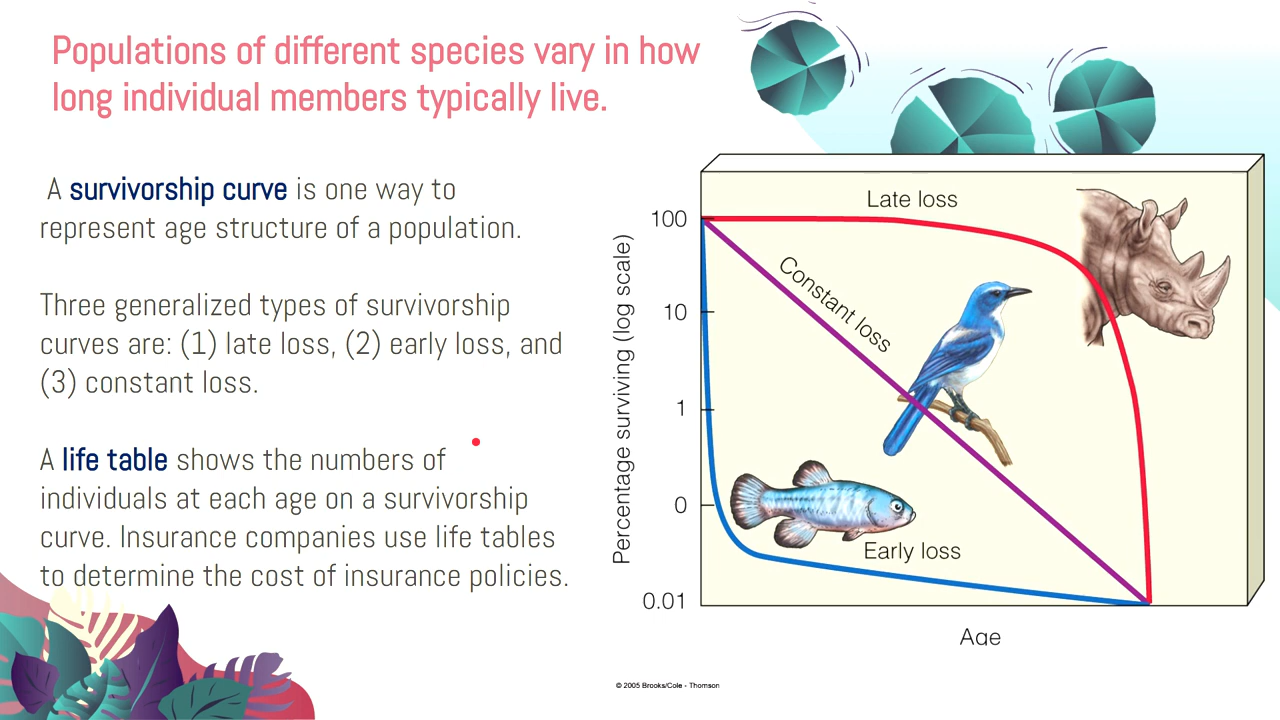 Populations of different species vary in how
long individual members typically live.
A survivorship curve is one way to
represent age structure of a population.
Three generalized types of survivorship
curves are: (1) late loss, (2) early loss, and
(3) constant loss.
A life table shows the numbers of
individuals at each age on a survivorship
curve. Insurance companies use life tables
to determine the cost of insurance policies.
Percentage surviving (log scale)
100
10
1
0
0.01
Late loss
Constant loss
Early loss
Age
© 2005 Brooks/Cole - Thomson